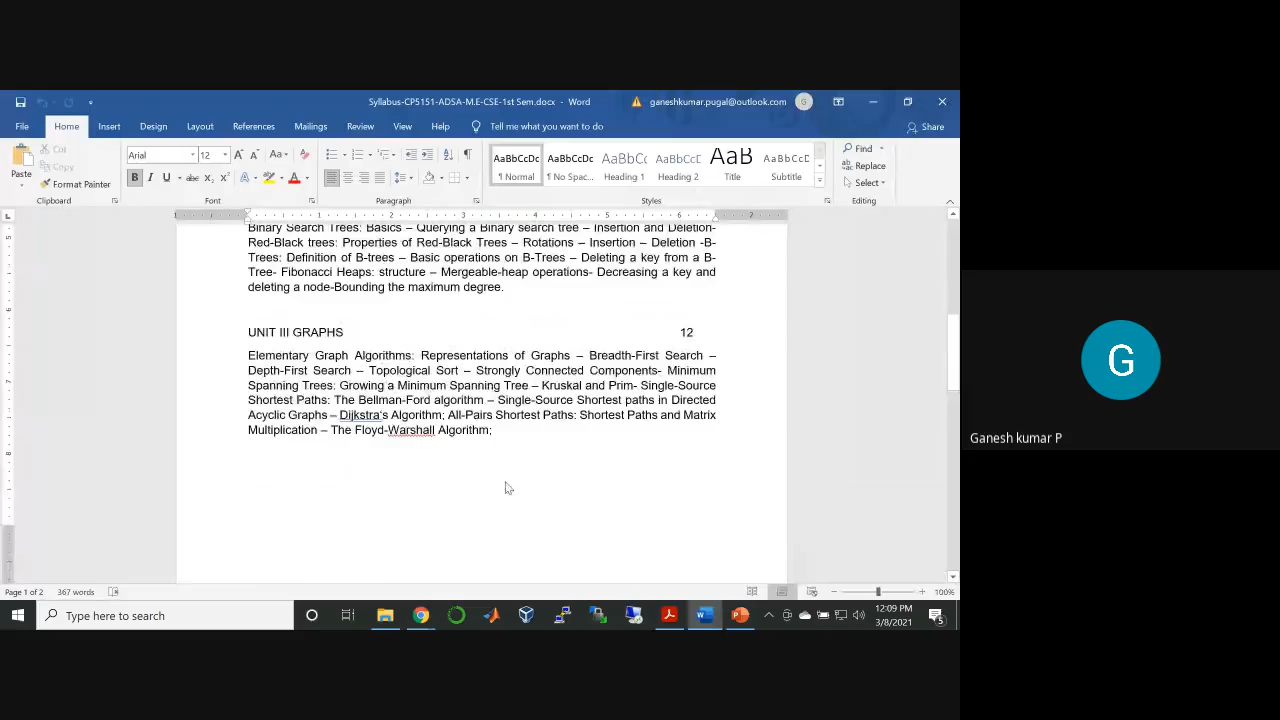 Syllabus-CP5151-ADSA-M.E-CSE-1st Sem.docx - Word
ganeshkumar.pugal@outlook.com
G
File Home Insert Design Layout References Mailings Review View Help Tell me what you want to do Share
Paste
Cut
Copy
Format Painter
Clipboard
Arial 12
Font
Paragraph
AaBbCcDc AaBbCcDc AaBbCc AaBbCcC AaB AaBbCcD
¶ Normal ¶ No Spac... Heading 1 Heading 2 Title Subtitle
Styles
Find
Replace
Select
Editing
Binary Search Trees: Basics – Querying a Binary search tree – Insertion and Deletion-
Red-Black trees: Properties of Red-Black Trees – Rotations – Insertion – Deletion -B-
Trees: Definition of B-trees – Basic operations on B-Trees – Deleting a key from a B-
Tree- Fibonacci Heaps: structure – Mergeable-heap operations- Decreasing a key and
deleting a node-Bounding the maximum degree.
UNIT III GRAPHS 12
Elementary Graph Algorithms: Representations of Graphs – Breadth-First Search –
Depth-First Search – Topological Sort – Strongly Connected Components- Minimum
Spanning Trees: Growing a Minimum Spanning Tree – Kruskal and Prim- Single-Source
Shortest Paths: The Bellman-Ford algorithm – Single-Source Shortest paths in Directed
Acyclic Graphs – Dijkstra's Algorithm; All-Pairs Shortest Paths: Shortest Paths and Matrix
Multiplication – The Floyd-Warshall Algorithm;
G
Ganesh kumar P
Page 1 of 2 367 words 100%
Type here to search
12:09 PM
3/8/2021
5